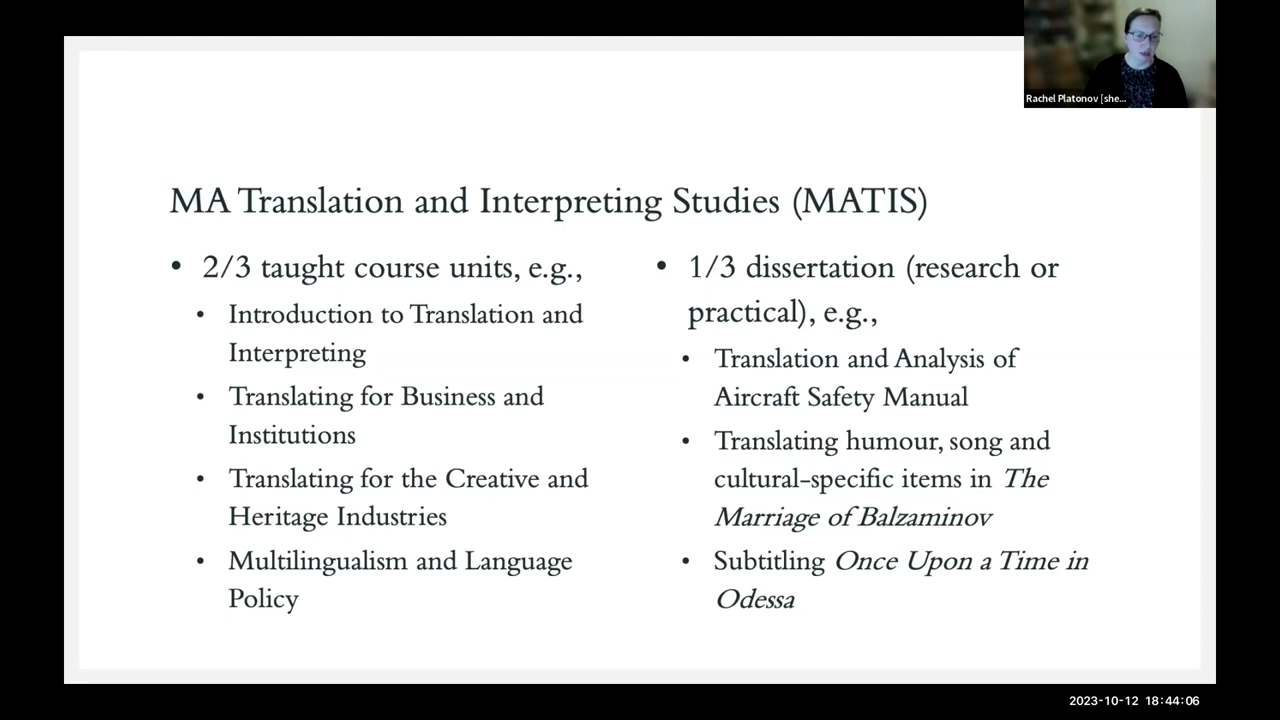 Rachel Platonov [she...
MA Translation and Interpreting Studies (MATIS)
• 2/3 taught course units, e.g.,
• Introduction to Translation and
Interpreting
• Translating for Business and
Institutions
• Translating for the Creative and
Heritage Industries
• Multilingualism and Language
Policy
• 1/3 dissertation (research or
practical), e.g.,
• Translation and Analysis of
Aircraft Safety Manual
• Translating humour, song and
cultural-specific items in The
Marriage of Balzaminov
• Subtitling Once Upon a Time in
Odessa
2023-10-12 18:44:06